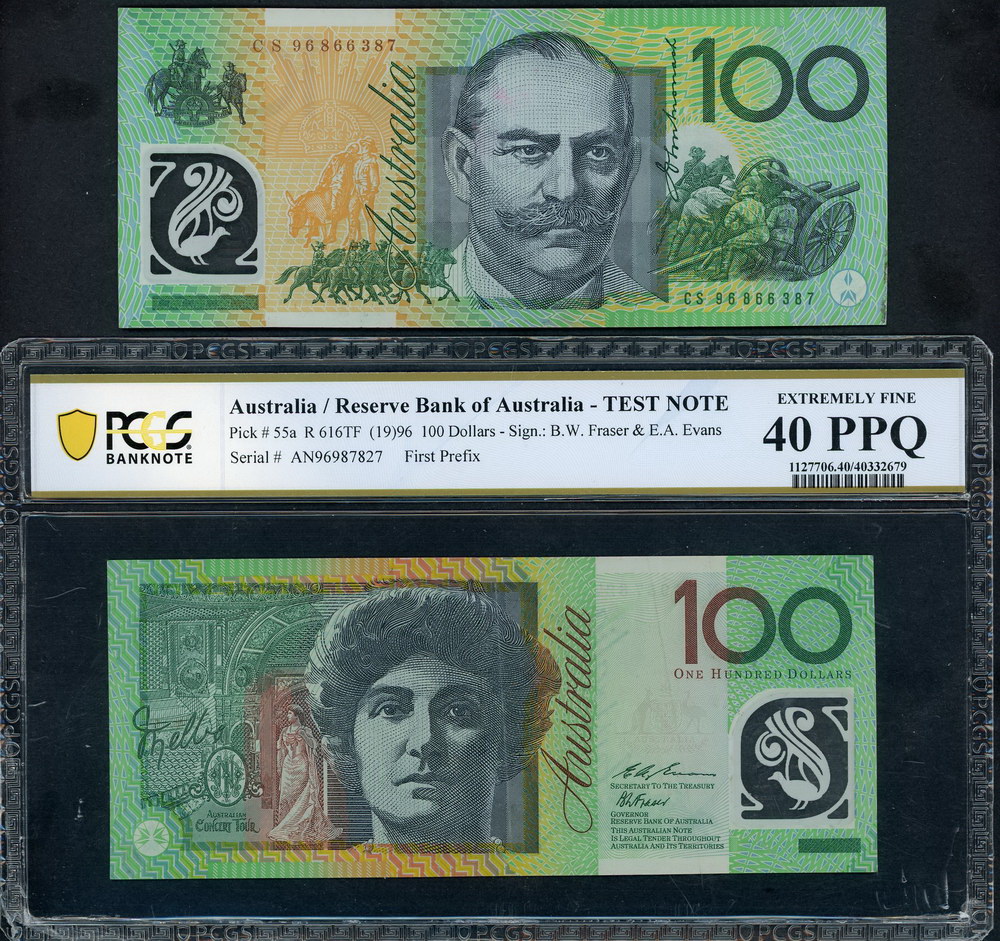 CS 96866387
100
Australia
CS 96866387
PCGS
BANKNOTE
Australia / Reserve Bank of Australia - TEST NOTE
Pick # 55a R 616TF (19)96 100 Dollars - Sign.: B.W. Fraser & E.A. Evans
Serial # AN96987827 First Prefix
EXTREMELY FINE
40 PPQ
1127706.40/40332679
100
ONE HUNDRED DOLLARS
Australia
AUSTRALIAN
CONCERT TOUR
SECRETARY TO THE TREASURY
GOVERNOR
RESERVE BANK OF AUSTRALIA
THIS AUSTRALIAN NOTE
IS LEGAL TENDER THROUGHOUT
AUSTRALIA AND ITS TERRITORIES